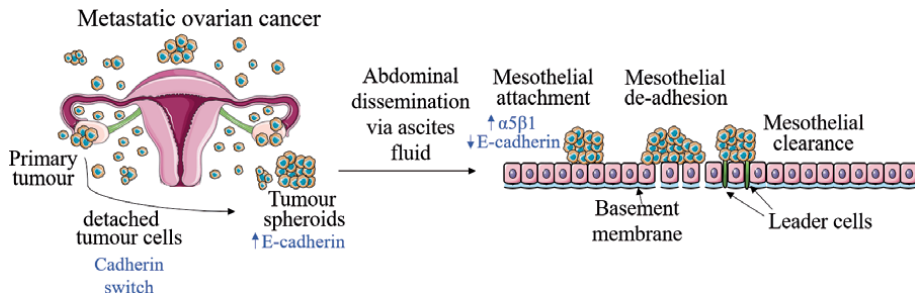 Metastatic ovarian cancer
Primary
tumour
detached
tumour cells
Cadherin
switch
Tumour
spheroids
↑E-cadherin
Abdominal
dissemination
via ascites
fluid
Mesothelial
attachment
↑ α5β1
↓E-cadherin
Mesothelial
de-adhesion
Mesothelial
clearance
Basement
membrane
Leader cells